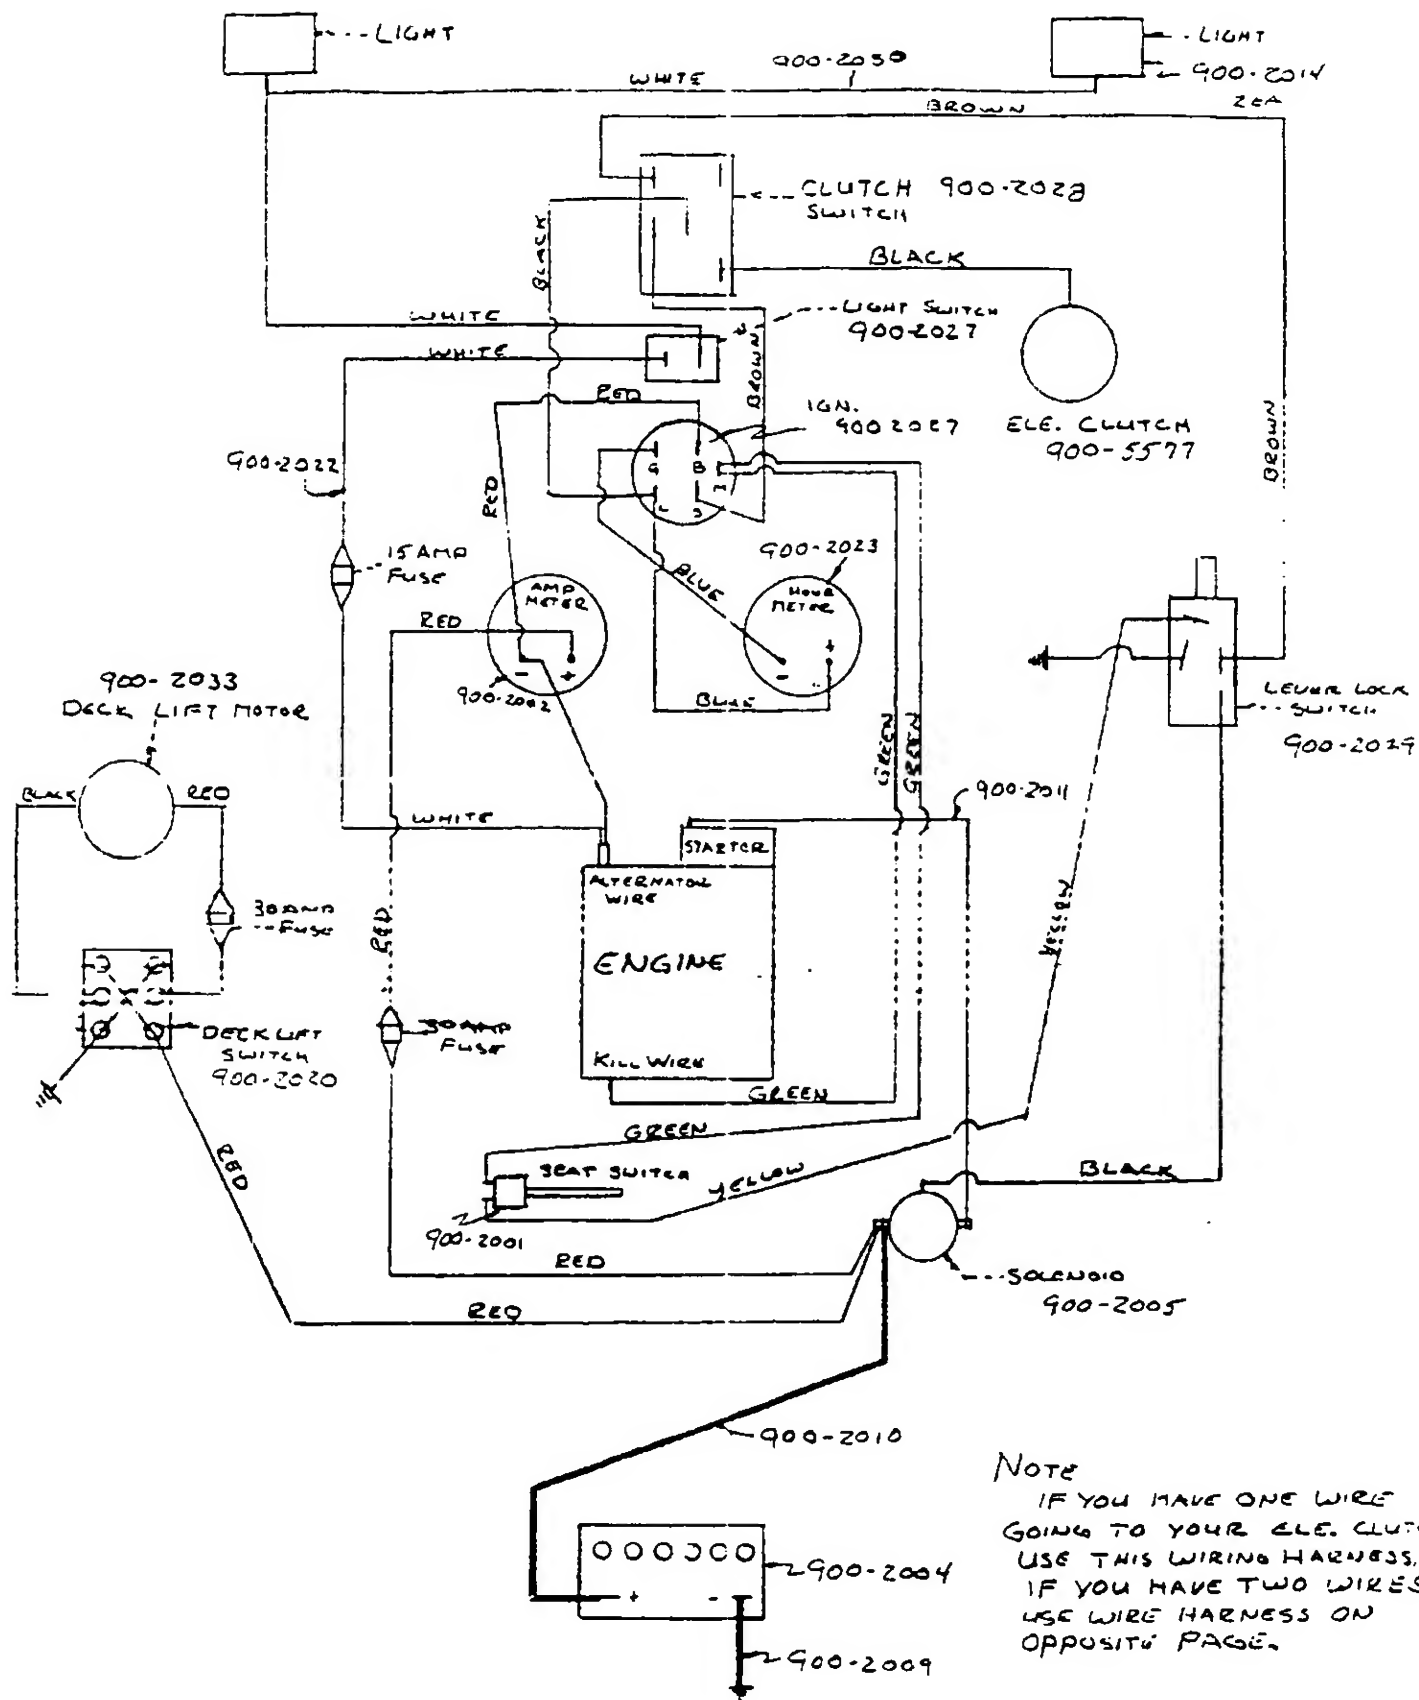 LIGHT
LIGHT
900-2030
WHITE
900-2014
2 EA
BROWN
CLUTCH 900-2028
SWITCH
BLACK
BLACK
LIGHT SWITCH
900-2027
WHITE
WHITE
BROWN
RED
IGN.
900-2027
ELE. CLUTCH
900-5577
BROWN
900-2022
G
B
L
S
RED
15 AMP
FUSE
AMP
METER
900-2023
HOUR
METER
BLUE
RED
- +
- +
900-2002
BLUE
900-2033
DECK LIFT MOTOR
LEVER LOCK
SWITCH
900-2029
GREEN
GREEN
BLACK
RED
900-2011
WHITE
STARTER
ALTERNATOR
WIRE
30 AMP
FUSE
RED
YELLOW
ENGINE
DECK LIFT
SWITCH
900-2020
30 AMP
FUSE
KILL WIRE
GREEN
GREEN
RED
SEAT SWITCH
YELLOW
BLACK
900-2001
RED
SOLENOID
900-2005
RED
900-2010
NOTE
IF YOU HAVE ONE WIRE
GOING TO YOUR ELE. CLUTC
USE THIS WIRING HARNESS.
IF YOU HAVE TWO WIRES
USE WIRE HARNESS ON
OPPOSITE PAGE.
900-2004
+ -
900-2009